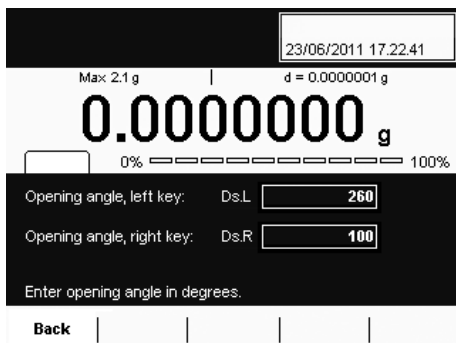 23/06/2011 17.22.41
Max 2.1 g d = 0.0000001 g
0.0000000 g
0% 100%
Opening angle, left key: Ds.L 260
Opening angle, right key: Ds.R 100
Enter opening angle in degrees.
Back